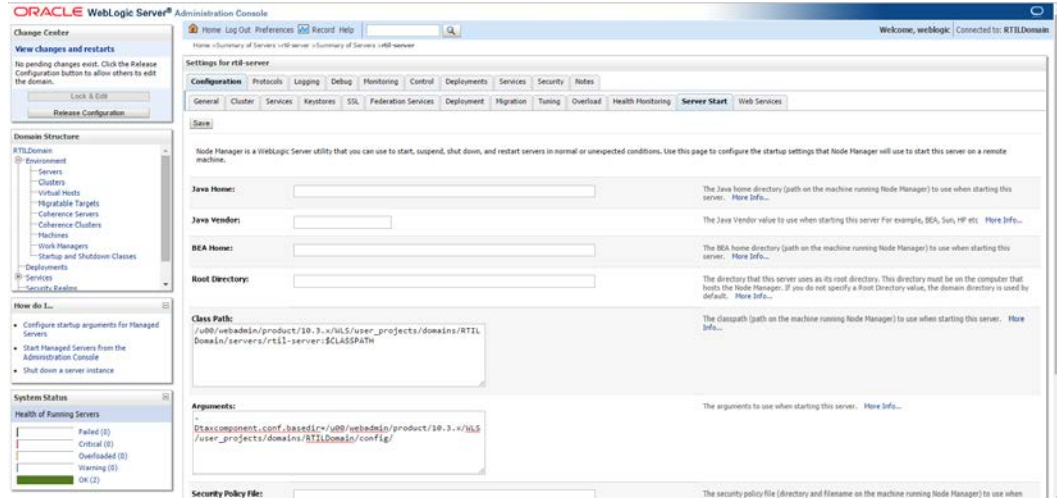 ORACLE WebLogic Server® Administration Console
Change Center
View changes and restarts
No pending changes exist. Click the Release
Configuration button to allow others to edit
the domain.
Lock & Edit
Release Configuration
Domain Structure
RTILDomain
Environment
Servers
Clusters
Virtual Hosts
Migratable Targets
Coherence Servers
Coherence Clusters
Machines
Work Managers
Startup and Shutdown Classes
Deployments
Services
Security Realms
How do I...
Configure startup arguments for Managed
Servers
Start Managed Servers from the
Administration Console
Shut down a server instance
System Status
Health of Running Servers
Failed (0)
Critical (0)
Overloaded (0)
Warning (0)
OK (2)
Home Log Out Preferences Record Help
Welcome, weblogic Connected to: RTILDomain
Home >Summary of Servers >rtil-server >Summary of Servers >rtil-server
Settings for rtil-server
Configuration Protocols Logging Debug Monitoring Control Deployments Services Security Notes
General Cluster Services Keystores SSL Federation Services Deployment Migration Tuning Overload Health Monitoring Server Start Web Services
Save
Node Manager is a WebLogic Server utility that you can use to start, suspend, shut down, and restart servers in normal or unexpected conditions. Use this page to configure the startup settings that Node Manager will use to start this server on a remote
machine.
Java Home:
The Java home directory (path on the machine running Node Manager) to use when starting this
server. More Info...
Java Vendor:
The Java Vendor value to use when starting this server For example, BEA, Sun, HP etc More Info...
BEA Home:
The BEA home directory (path on the machine running Node Manager) to use when starting this
server. More Info...
Root Directory:
The directory that this server uses as its root directory. This directory must be on the computer that
hosts the Node Manager. If you do not specify a Root Directory value, the domain directory is used by
default. More Info...
Class Path:
The classpath (path on the machine running Node Manager) to use when starting this server. More
Info...
/u00/webadmin/product/10.3.x/WLS/user_projects/domains/RTIL
Domain/servers/rtil-server:$CLASSPATH
Arguments:
The arguments to use when starting this server. More Info...
-
Dtaxcomponent.conf.basedir=/u00/webadmin/product/10.3.x/WLS
/user_projects/domains/RTILDomain/config/
Security Policy File:
The security policy file (directory and filename on the machine running Node Manager) to use when